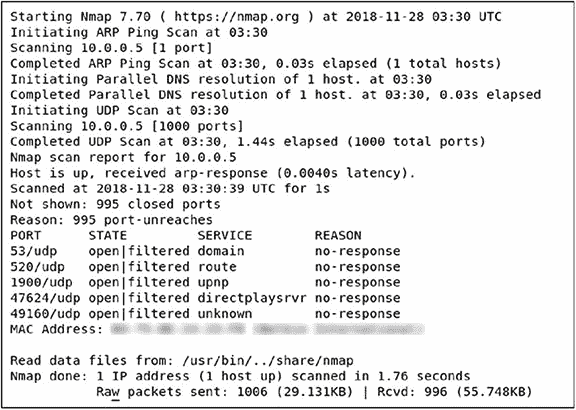 Starting Nmap 7.70 ( https://nmap.org ) at 2018-11-28 03:30 UTC
Initiating ARP Ping Scan at 03:30
Scanning 10.0.0.5 [1 port]
Completed ARP Ping Scan at 03:30, 0.03s elapsed (1 total hosts)
Initiating Parallel DNS resolution of 1 host. at 03:30
Completed Parallel DNS resolution of 1 host. at 03:30, 0.03s elapsed
Initiating UDP Scan at 03:30
Scanning 10.0.0.5 [1000 ports]
Completed UDP Scan at 03:30, 1.44s elapsed (1000 total ports)
Nmap scan report for 10.0.0.5
Host is up, received arp-response (0.0040s latency).
Scanned at 2018-11-28 03:30:39 UTC for 1s
Not shown: 995 closed ports
Reason: 995 port-unreaches
PORT STATE SERVICE REASON
53/udp open|filtered domain no-response
520/udp open|filtered route no-response
1900/udp open|filtered upnp no-response
47624/udp open|filtered directplaysrvr no-response
49160/udp open|filtered unknown no-response
MAC Address:
Read data files from: /usr/bin/../share/nmap
Nmap done: 1 IP address (1 host up) scanned in 1.76 seconds
Raw packets sent: 1006 (29.131KB) | Rcvd: 996 (55.748KB)